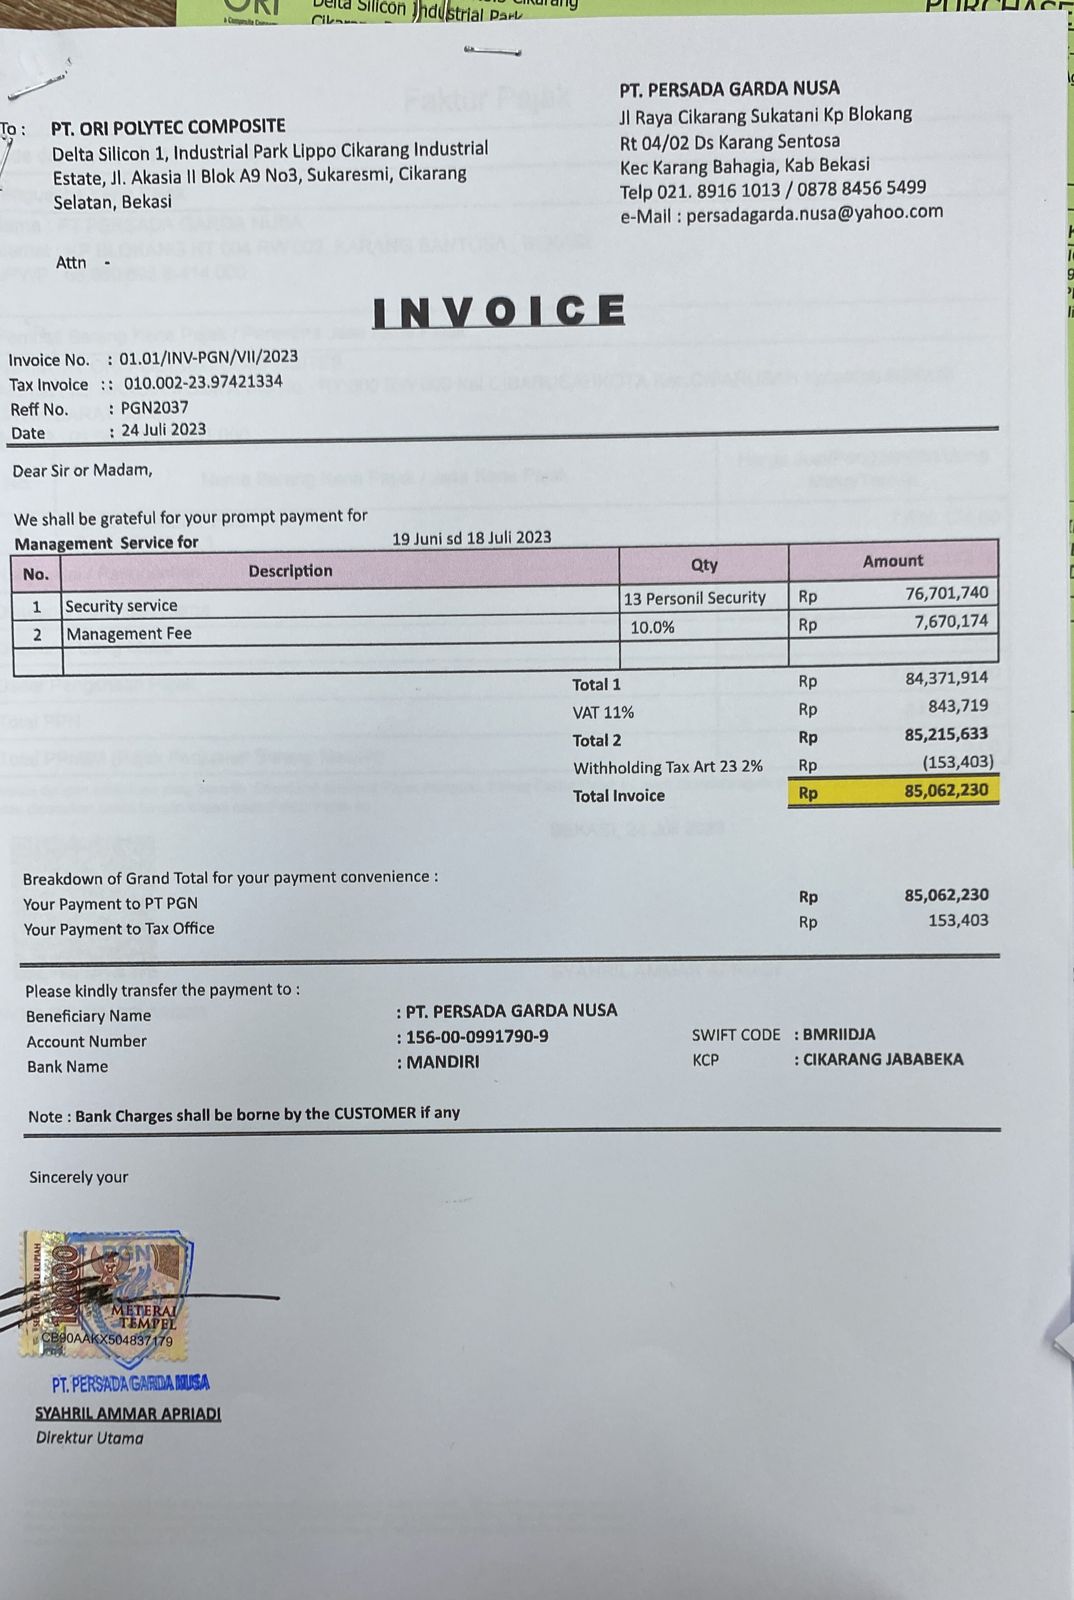 ORI
Delta Silicon Industrial Park
PT. PERSADA GARDA NUSA
Jl Raya Cikarang Sukatani Kp Blokang
Rt 04/02 Ds Karang Sentosa
Kec Karang Bahagia, Kab Bekasi
Telp 021. 8916 1013 / 0878 8456 5499
e-Mail : persadagarda.nusa@yahoo.com
To : PT. ORI POLYTEC COMPOSITE
Delta Silicon 1, Industrial Park Lippo Cikarang Industrial
Estate, Jl. Akasia II Blok A9 No3, Sukaresmi, Cikarang
Selatan, Bekasi
Attn -
INVOICE
Invoice No. : 01.01/INV-PGN/VII/2023
Tax Invoice :: 010.002-23.97421334
Reff No. : PGN2037
Date : 24 Juli 2023
Dear Sir or Madam,
We shall be grateful for your prompt payment for
Management Service for 19 Juni sd 18 Juli 2023
No. Description Qty Amount
1 Security service 13 Personil Security Rp 76,701,740
2 Management Fee 10.0% Rp 7,670,174
Total 1 Rp 84,371,914
VAT 11% Rp 843,719
Total 2 Rp 85,215,633
Withholding Tax Art 23 2% Rp (153,403)
Total Invoice Rp 85,062,230
Breakdown of Grand Total for your payment convenience :
Your Payment to PT PGN Rp 85,062,230
Your Payment to Tax Office Rp 153,403
Please kindly transfer the payment to :
Beneficiary Name : PT. PERSADA GARDA NUSA
Account Number : 156-00-0991790-9 SWIFT CODE : BMRIIDJA
Bank Name : MANDIRI KCP : CIKARANG JABABEKA
Note : Bank Charges shall be borne by the CUSTOMER if any
Sincerely your
PGN
10000
METERAI
TEMPEL
CB90AAKX504837179
PT. PERSADA GARDA NUSA
SYAHRIL AMMAR APRIADI
Direktur Utama